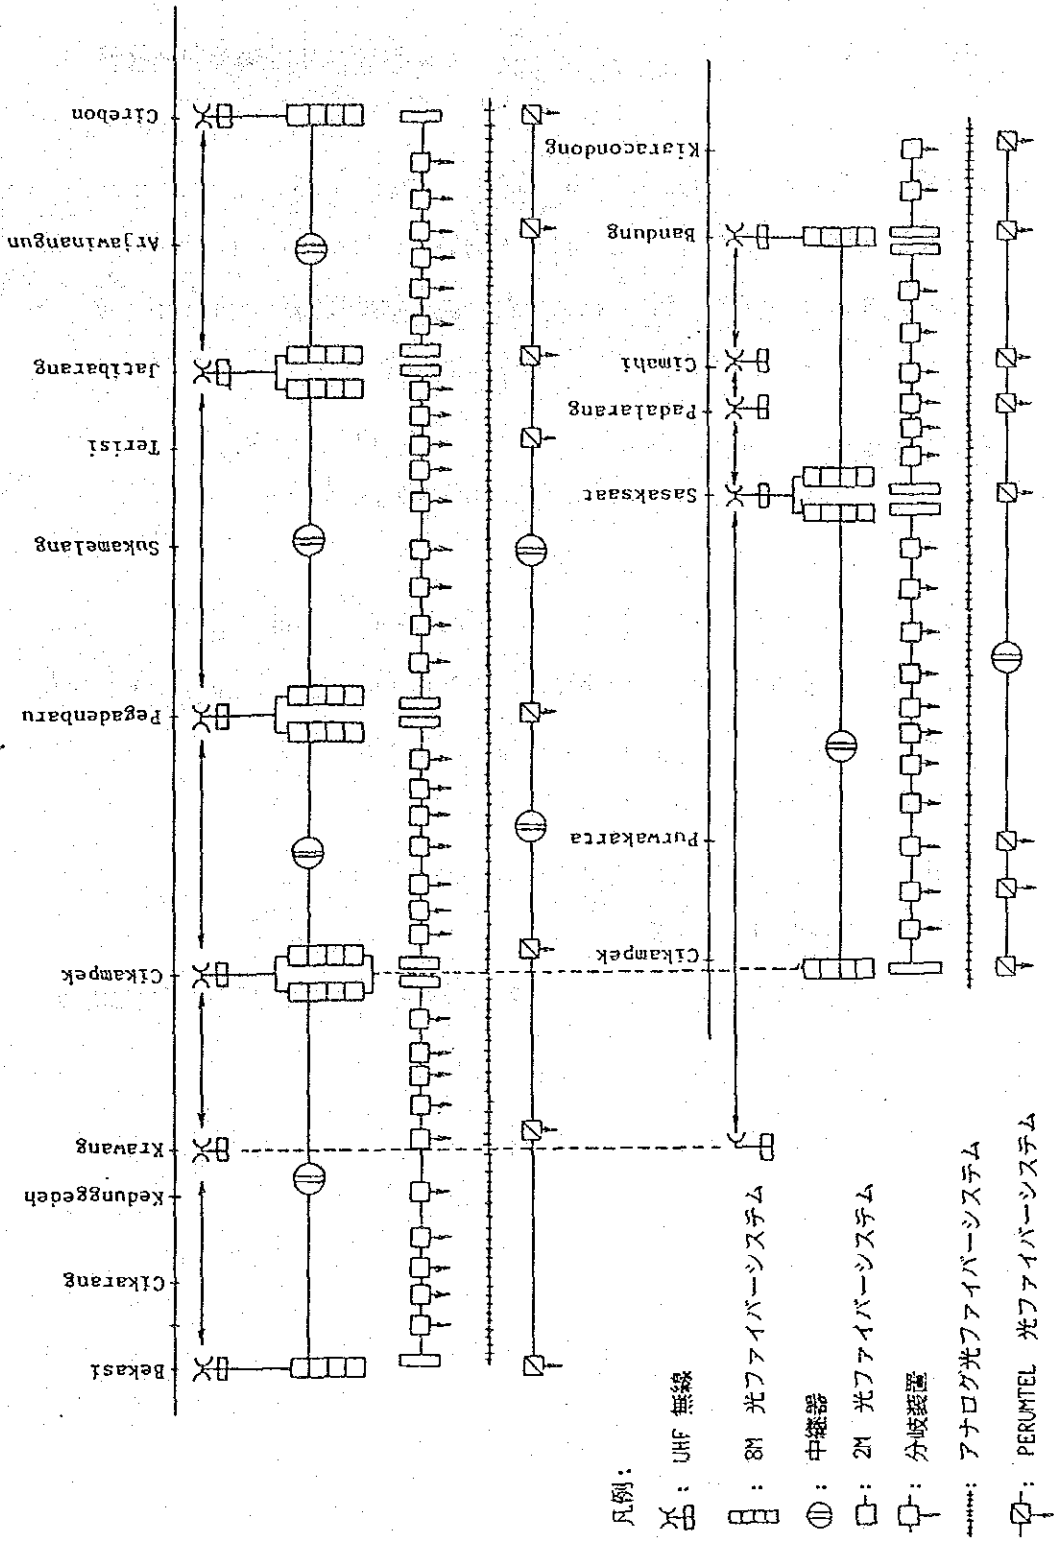 Bekasi
Cikarang
Kedunggedeh
Krawang
Cikampek
Pegadenbaru
Sukamelang
Terisi
Jatibarang
Arjawinangun
Cirebon
Cikampek
Purwakarta
Sasaksaat
Padalarang
Cimahi
Bandung
Kiaracondong
凡例:
: UHF 無線
: 8M 光ファイバーシステム
: 中継器
: 2M 光ファイバーシステム
: 分岐装置
: アナログ光ファイバーシステム
: PERUMTEL 光ファイバーシステム